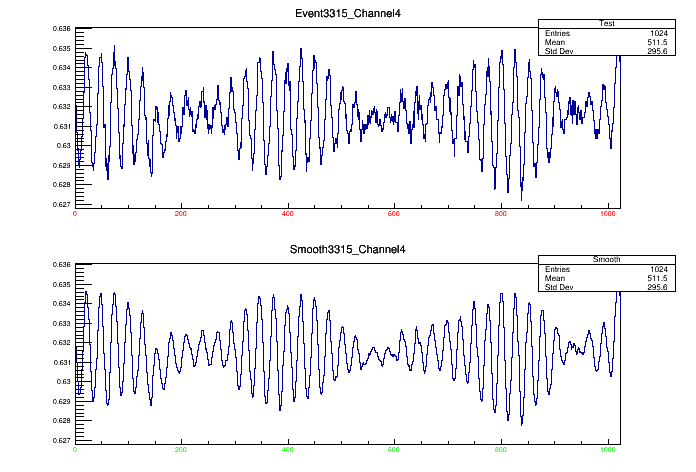 Event3315_Channel4
Test
Entries 1024
Mean 511.5
Std Dev 295.6
0.636
0.635
0.634
0.633
0.632
0.631
0.63
0.629
0.628
0.627
0 200 400 600 800 1000
Smooth3315_Channel4
Smooth
Entries 1024
Mean 511.5
Std Dev 295.6
0.636
0.635
0.634
0.633
0.632
0.631
0.63
0.629
0.628
0.627
0 200 400 600 800 1000